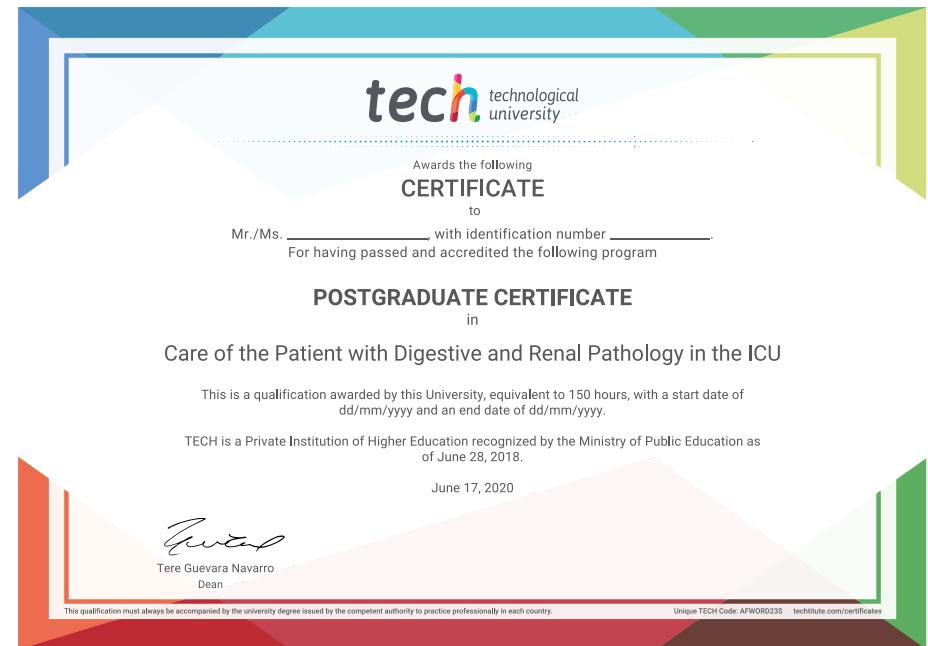 tech technological
university
Awards the following
CERTIFICATE
to
Mr./Ms. ____________________, with identification number ______________.
For having passed and accredited the following program
POSTGRADUATE CERTIFICATE
in
Care of the Patient with Digestive and Renal Pathology in the ICU
This is a qualification awarded by this University, equivalent to 150 hours, with a start date of
dd/mm/yyyy and an end date of dd/mm/yyyy.
TECH is a Private Institution of Higher Education recognized by the Ministry of Public Education as
of June 28, 2018.
June 17, 2020
Tere Guevara Navarro
Dean
This qualification must always be accompanied by the university degree issued by the competent authority to practice professionally in each country. Unique TECH Code: AFWORD23S techtitute.com/certificates